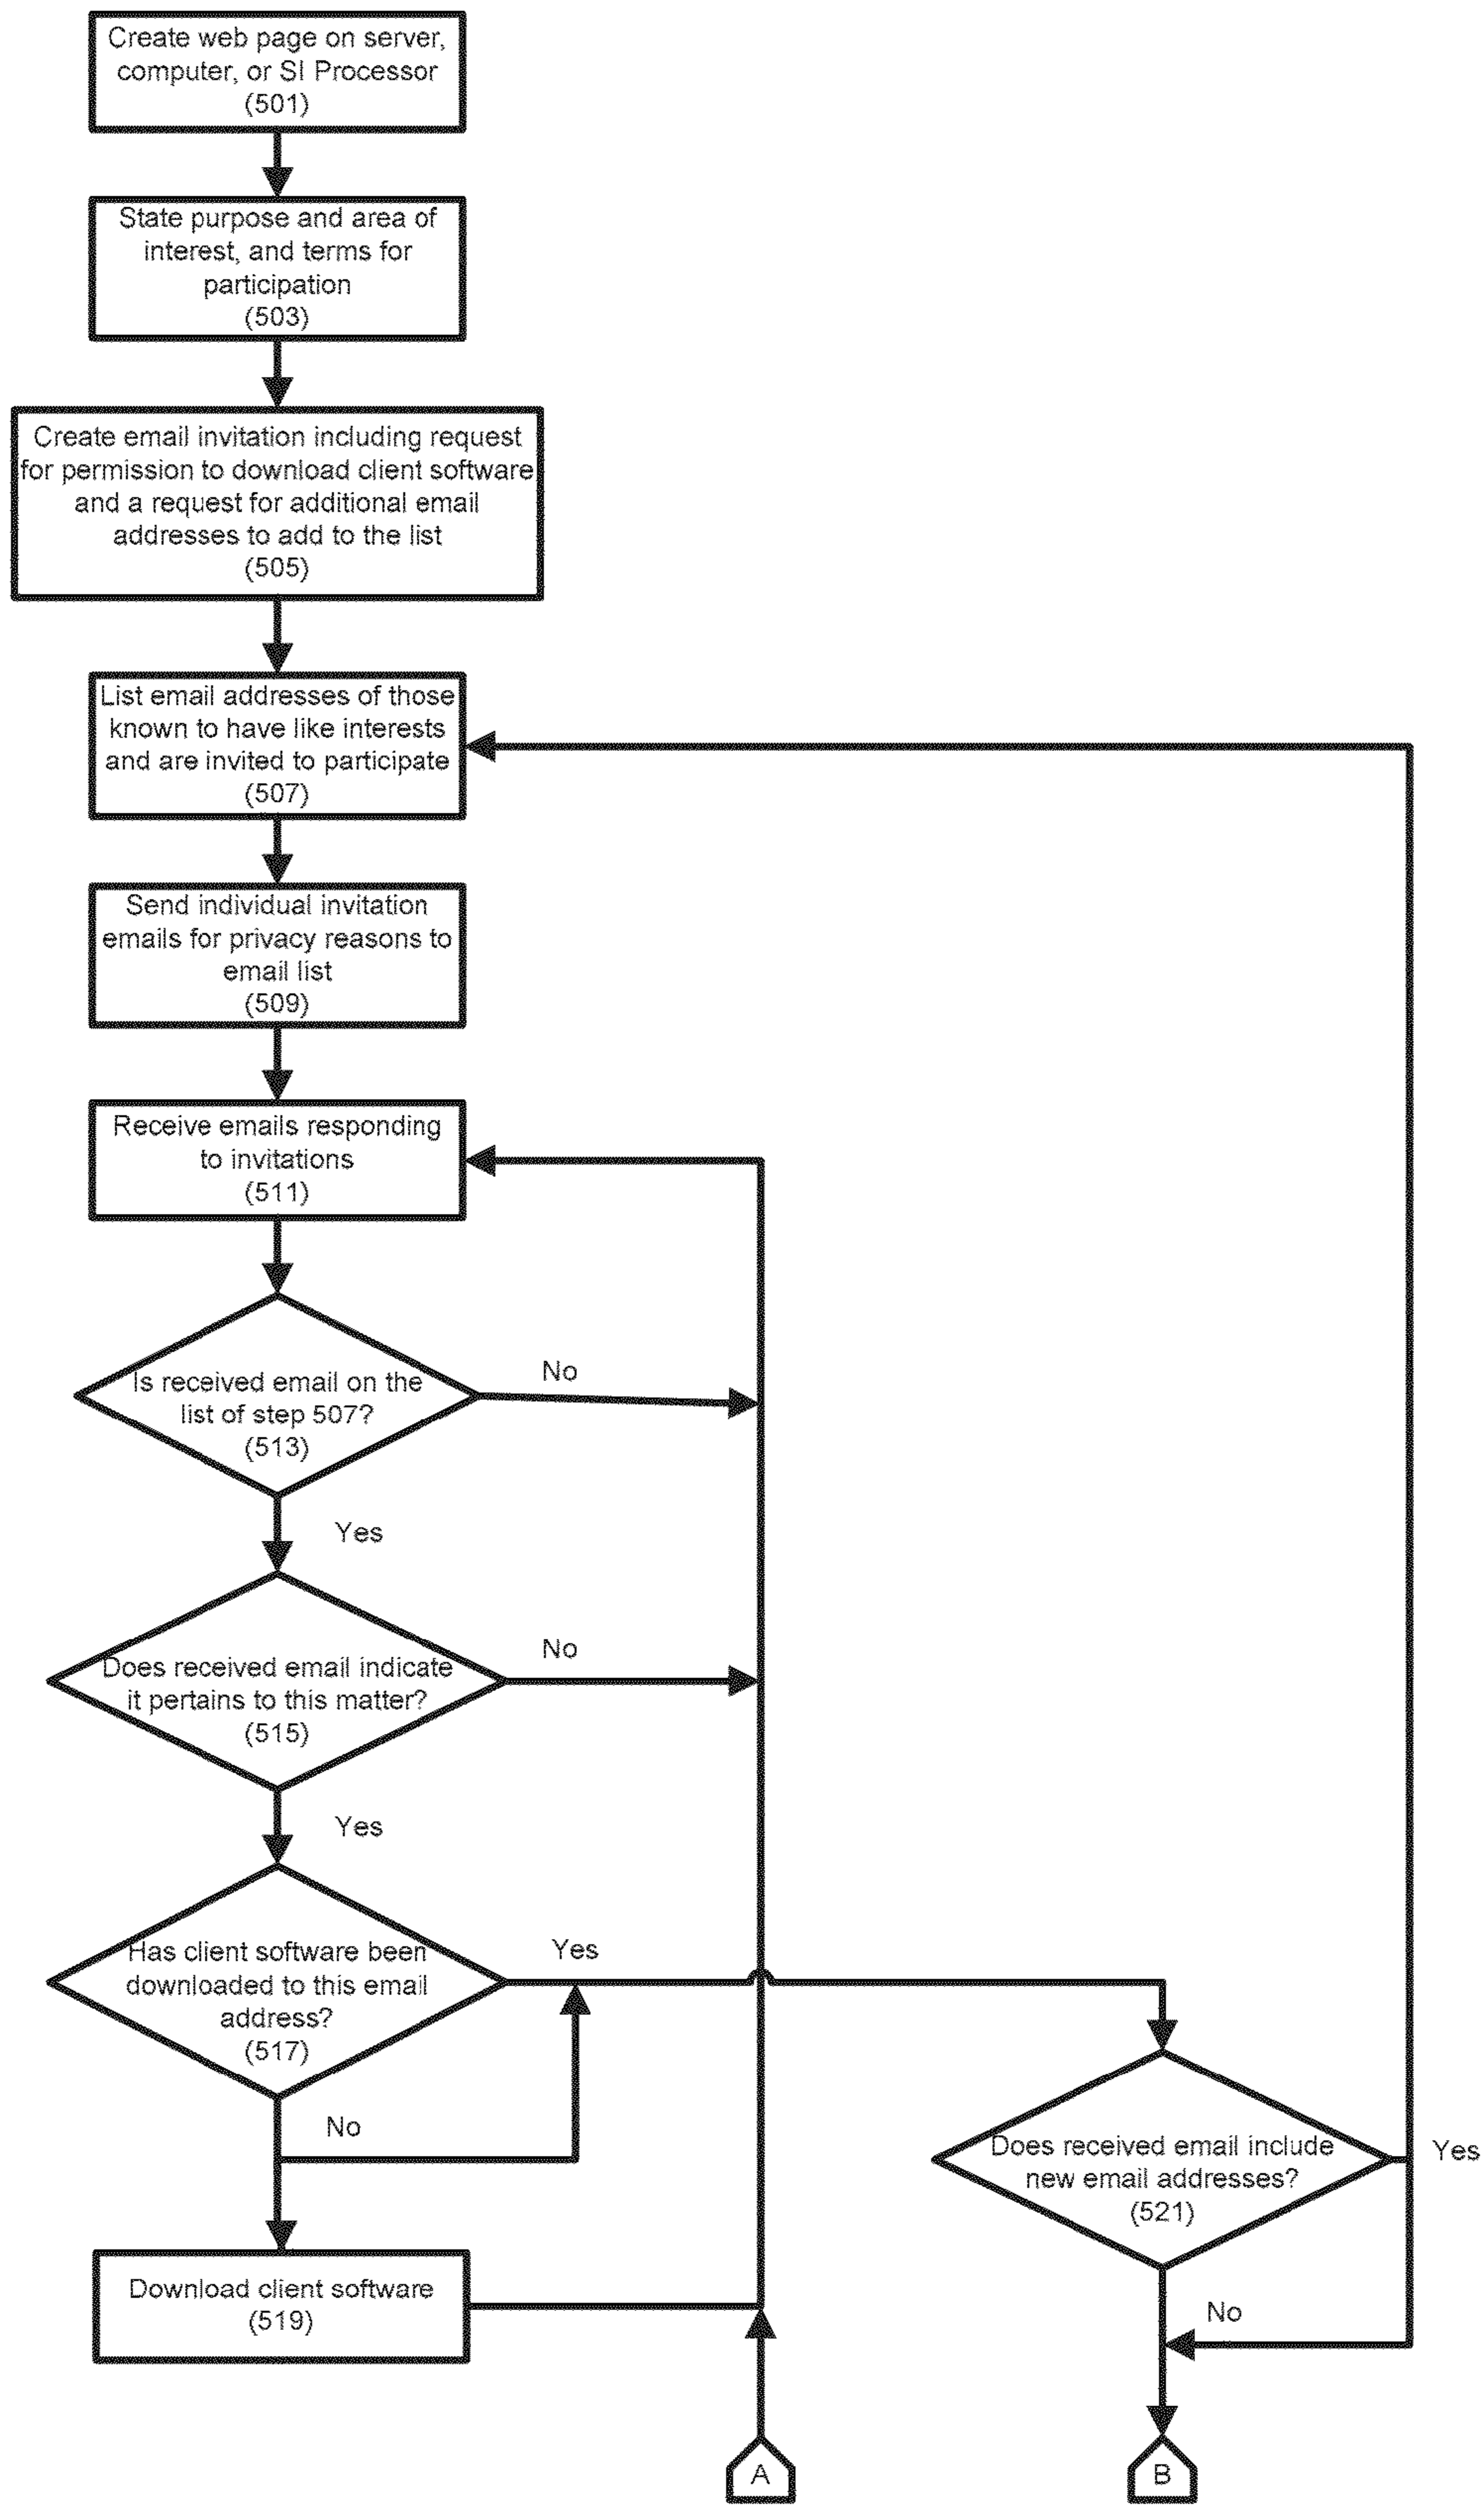 Create web page on server,
computer, or SI Processor
(501)
State purpose and area of
interest, and terms for
participation
(503)
Create email invitation including request
for permission to download client software
and a request for additional email
addresses to add to the list
(505)
List email addresses of those
known to have like interests
and are invited to participate
(507)
Send individual invitation
emails for privacy reasons to
email list
(509)
Receive emails responding
to invitations
(511)
Is received email on the
list of step 507?
(513)
No
Yes
Does received email indicate
it pertains to this matter?
(515)
No
Yes
Has client software been
downloaded to this email
address?
(517)
Yes
No
Does received email include
new email addresses?
(521)
Yes
No
Download client software
(519)
A
B